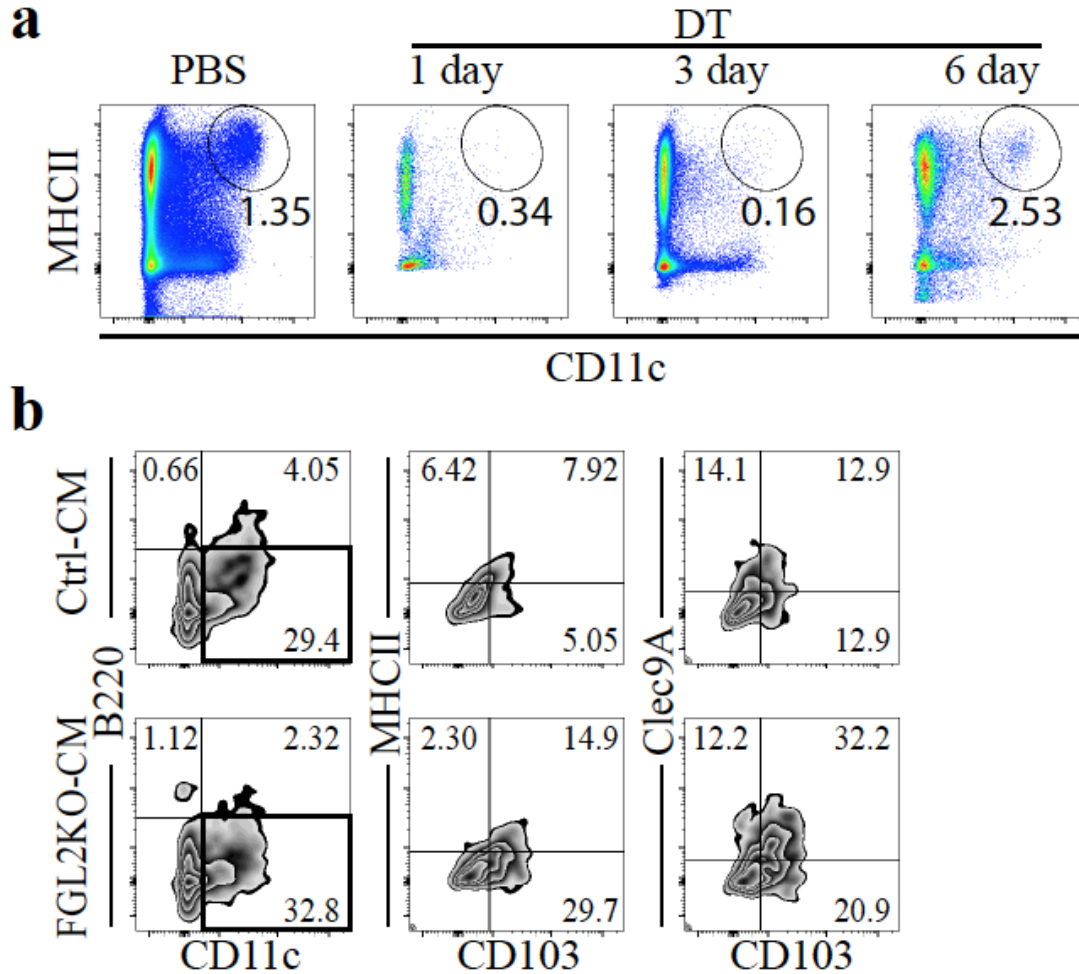 a
DT
PBS 1 day 3 day 6 day
MHCII
1.35 0.34 0.16 2.53
CD11c
b
Ctrl-CM
0.66 4.05 6.42 7.92 14.1 12.9
29.4 5.05 12.9
B220 MHCII Clec9A
FGL2KO-CM
1.12 2.32 2.30 14.9 12.2 32.2
32.8 29.7 20.9
CD11c CD103 CD103